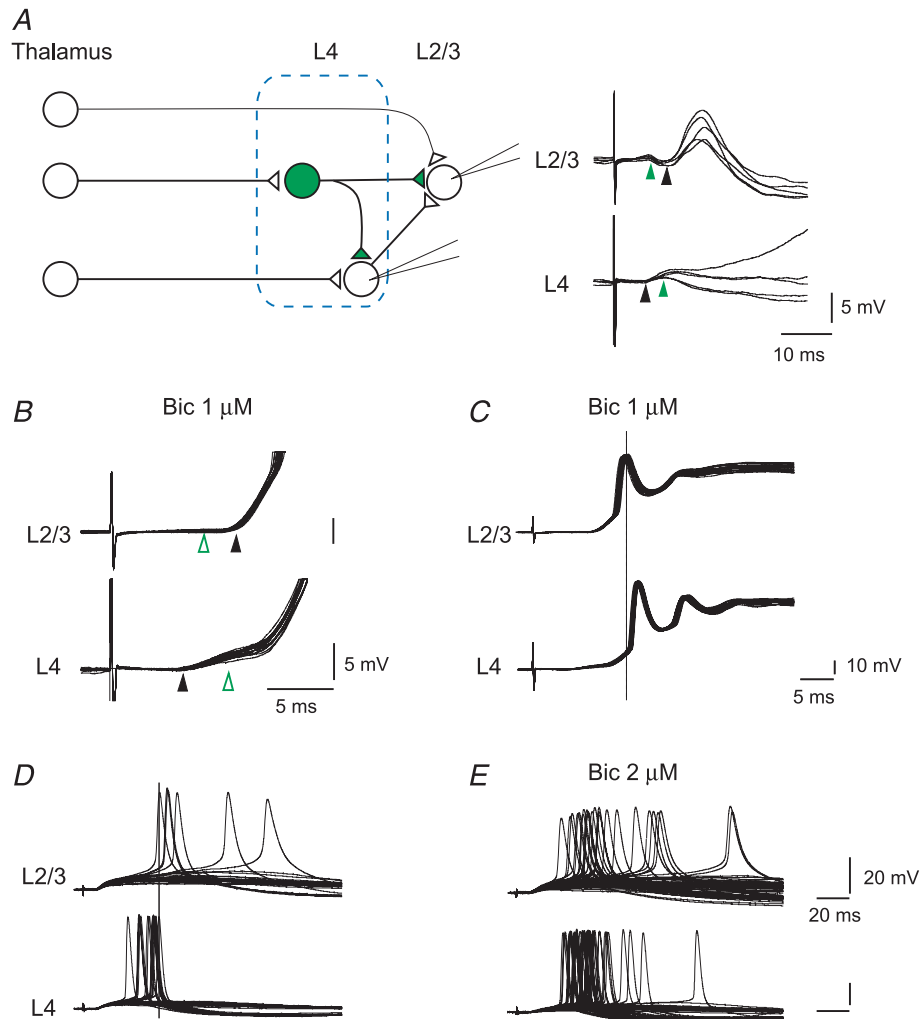 A
Thalamus
L4
L2/3
L2/3
L4
5 mV
10 ms
B
Bic 1 μM
L2/3
L4
5 mV
5 ms
C
Bic 1 μM
L2/3
L4
10 mV
5 ms
D
L2/3
L4
E
Bic 2 μM
20 mV
20 ms